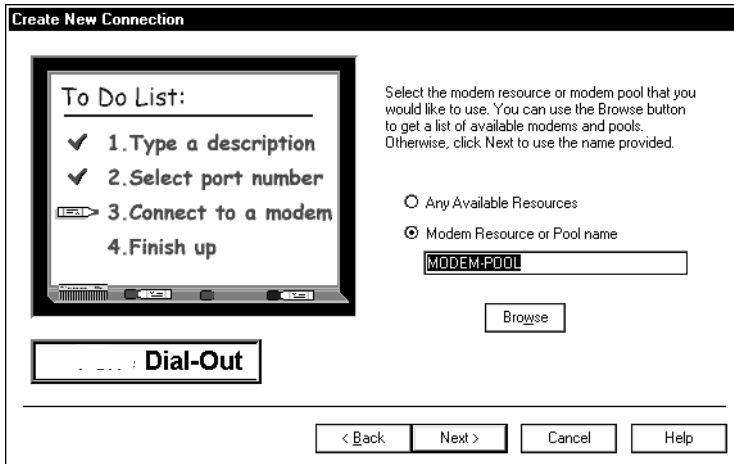 Create New Connection
To Do List:
1.Type a description
2.Select port number
3.Connect to a modem
4.Finish up
Dial-Out
Select the modem resource or modem pool that you
would like to use. You can use the Browse button
to get a list of available modems and pools.
Otherwise, click Next to use the name provided.
Any Available Resources
Modem Resource or Pool name
MODEM-POOL
Browse
< Back
Next >
Cancel
Help